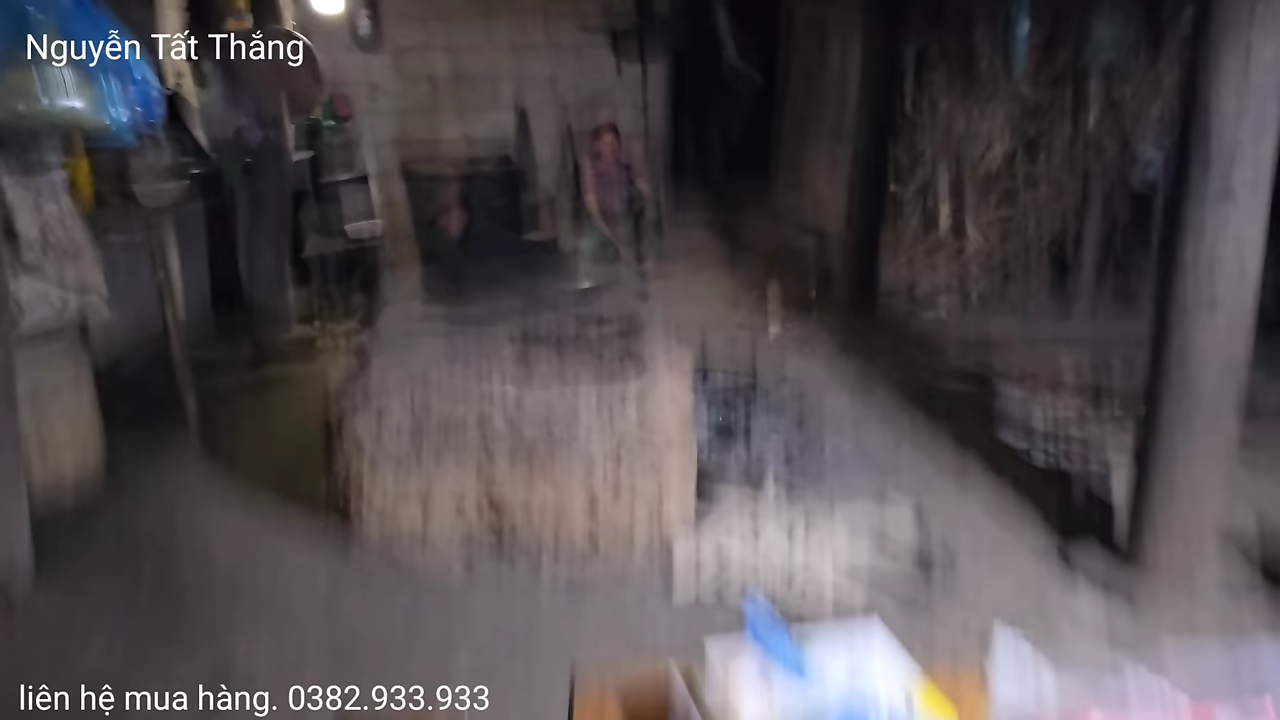 Nguyễn Tất Thắng
liên hệ mua hàng. 0382.933.933